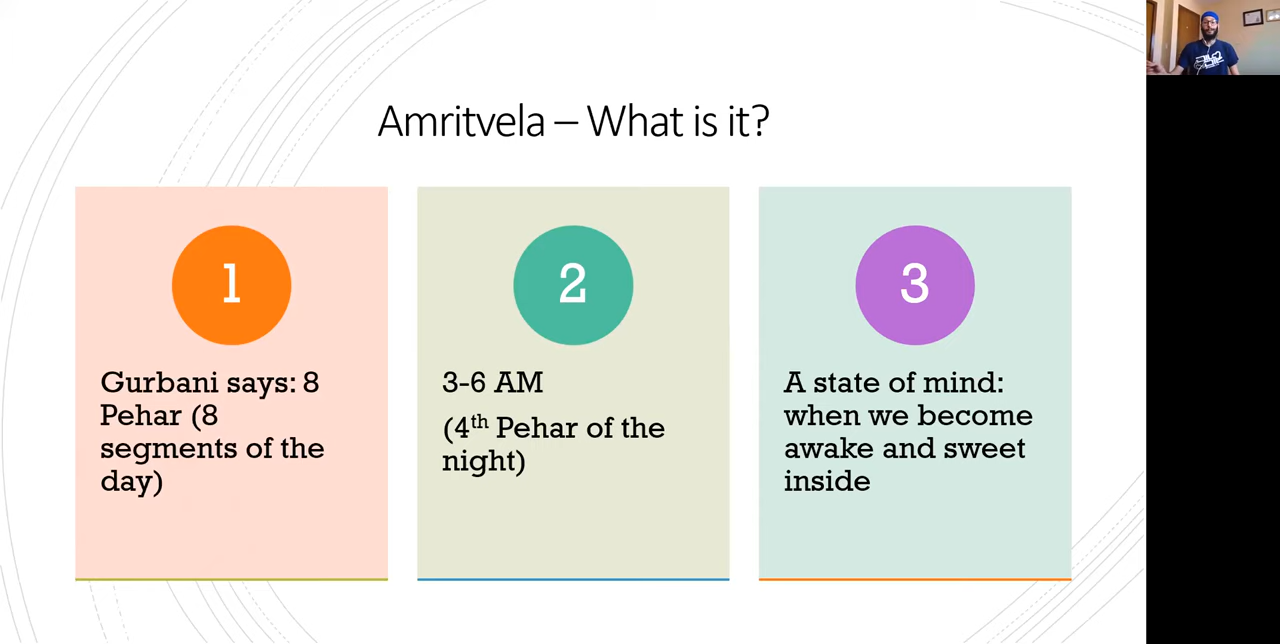 Amritvela – What is it?
1
Gurbani says: 8
Pehar (8
segments of the
day)
2
3-6 AM
(4th Pehar of the
night)
3
A state of mind:
when we become
awake and sweet
inside